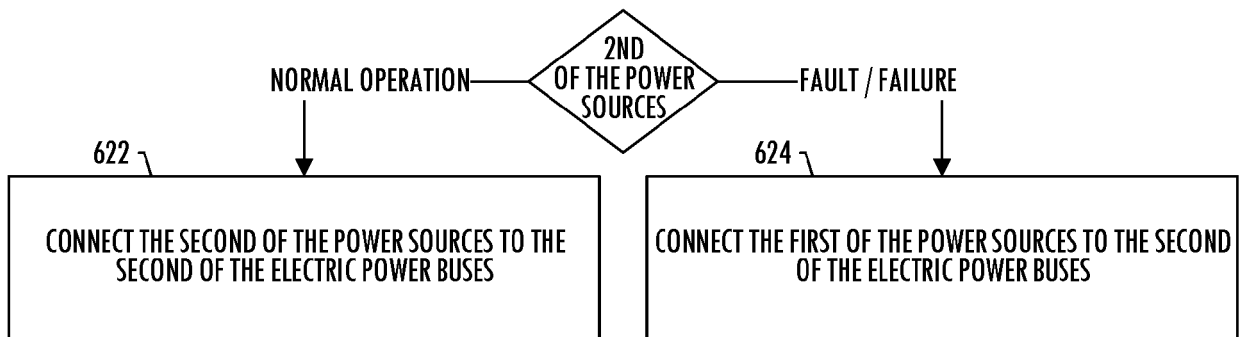 2ND
OF THE POWER
SOURCES
NORMAL OPERATION
FAULT / FAILURE
622
CONNECT THE SECOND OF THE POWER SOURCES TO THE
SECOND OF THE ELECTRIC POWER BUSES
624
CONNECT THE FIRST OF THE POWER SOURCES TO THE SECOND
OF THE ELECTRIC POWER BUSES